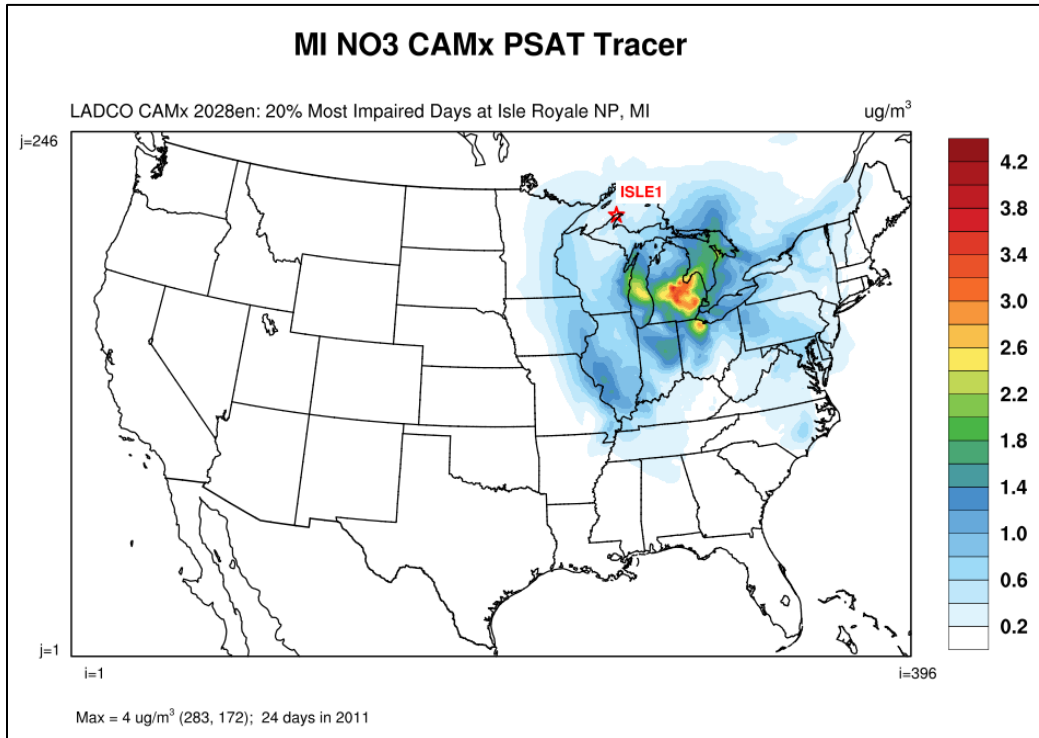 MI NO3 CAMx PSAT Tracer
LADCO CAMx 2028en: 20% Most Impaired Days at Isle Royale NP, MI
ug/m³
j=246
ISLE1
4.2
3.8
3.4
3.0
2.6
2.2
1.8
1.4
1.0
0.6
0.2
j=1
i=1
i=396
Max = 4 ug/m³ (283, 172);  24 days in 2011